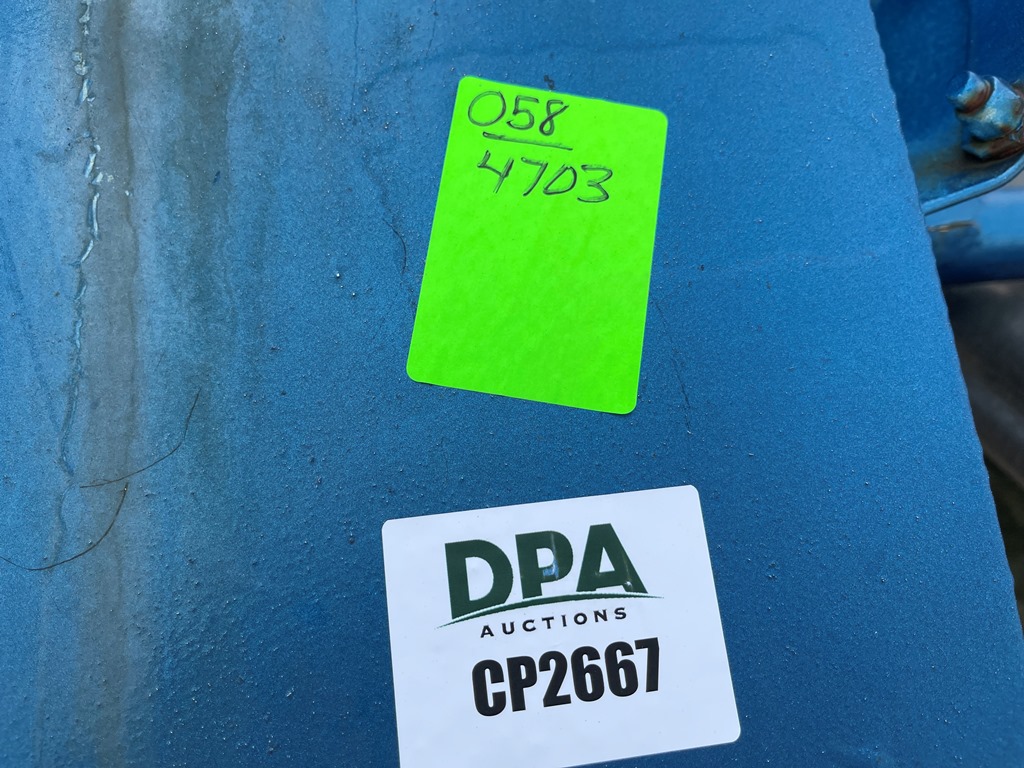 058
4703
DPA
AUCTIONS
CP2667